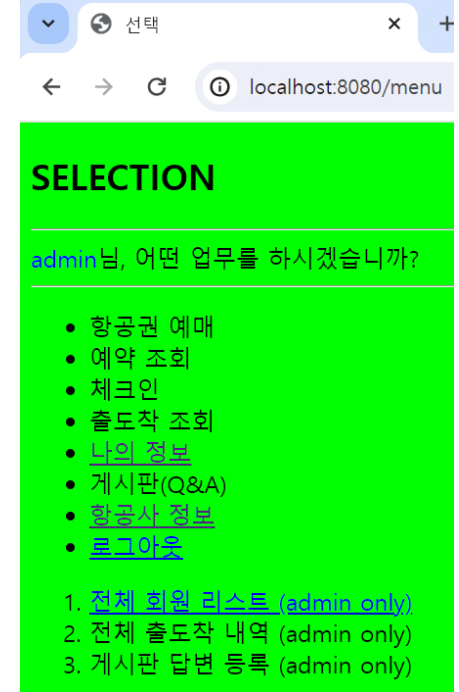 선택
localhost:8080/menu
SELECTION
admin님, 어떤 업무를 하시겠습니까?
항공권 예매
예약 조회
체크인
출도착 조회
나의 정보
게시판(Q&A)
항공사 정보
로그아웃
1. 전체 회원 리스트 (admin only)
2. 전체 출도착 내역 (admin only)
3. 게시판 답변 등록 (admin only)